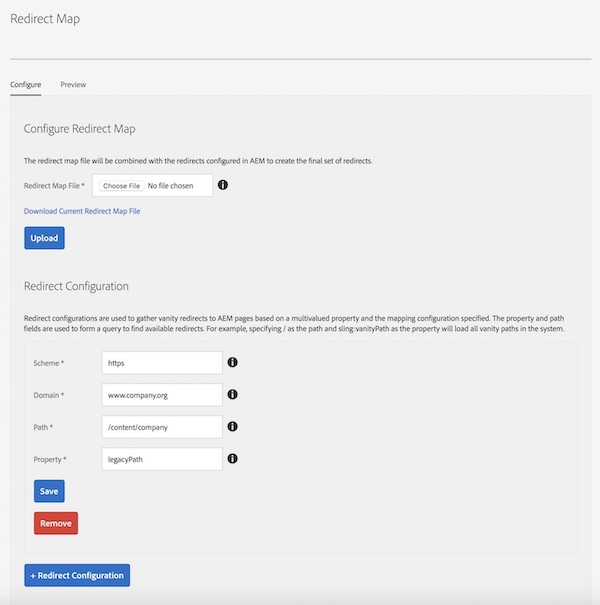 Redirect Map
Configure Preview
Configure Redirect Map
The redirect map file will be combined with the redirects configured in AEM to create the final set of redirects.
Redirect Map File * Choose File No file chosen
Download Current Redirect Map File
Upload
Redirect Configuration
Redirect configurations are used to gather vanity redirects to AEM pages based on a multivalued property and the mapping configuration specified. The property and path
fields are used to form a query to find available redirects. For example, specifying / as the path and sling:vanityPath as the property will load all vanity paths in the system.
Scheme * https
Domain * www.company.org
Path * /content/company
Property * legacyPath
Save
Remove
+ Redirect Configuration